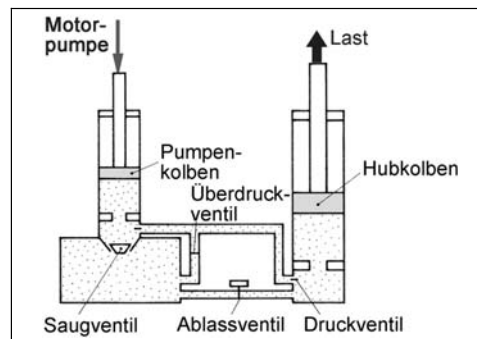 Motor-
pumpe
Last
Pumpen-
kolben
Überdruck-
ventil
Hubkolben
Saugventil
Ablassventil
Druckventil